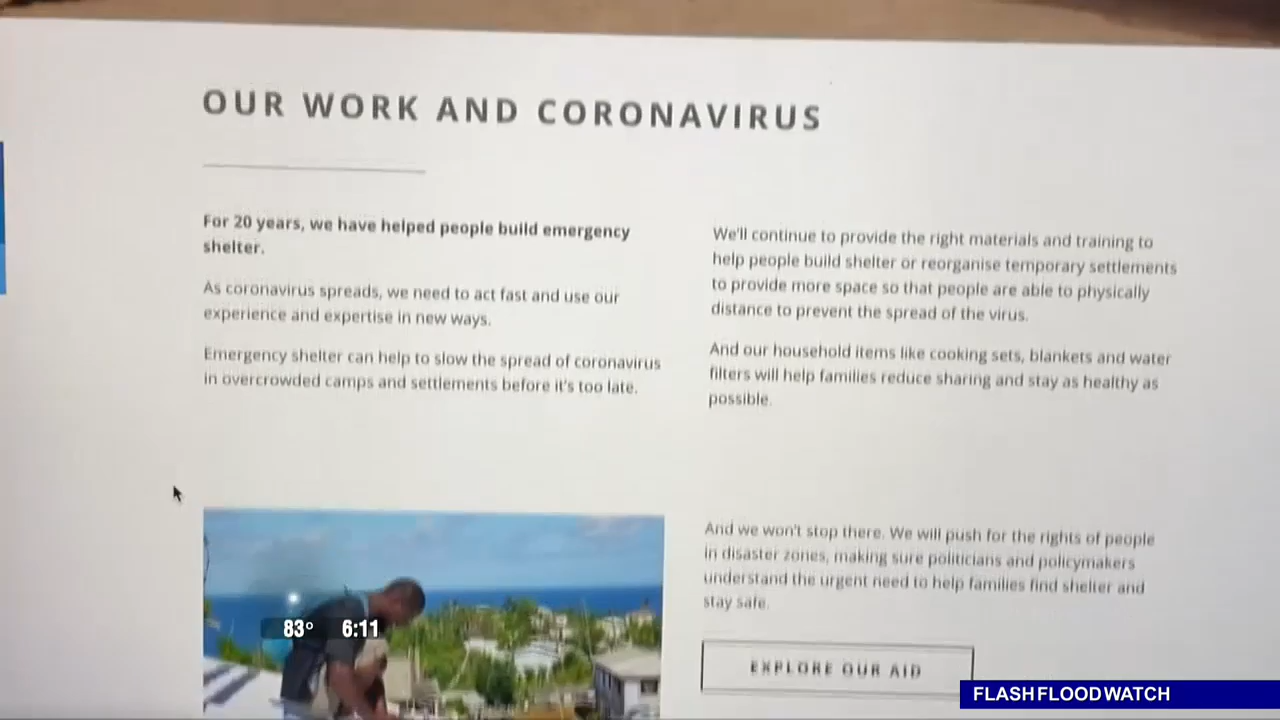 OUR WORK AND CORONAVIRUS
For 20 years, we have helped people build emergency
shelter.
As coronavirus spreads, we need to act fast and use our
experience and expertise in new ways.
Emergency shelter can help to slow the spread of coronavirus
in overcrowded camps and settlements before it's too late.
We'll continue to provide the right materials and training to
help people build shelter or reorganise temporary settlements
to provide more space so that people are able to physically
distance to prevent the spread of the virus.
And our household items like cooking sets, blankets and water
filters will help families reduce sharing and stay as healthy as
possible.
And we won't stop there. We will push for the rights of people
in disaster zones, making sure politicians and policymakers
understand the urgent need to help families find shelter and
stay safe.
EXPLORE OUR AID
83° 6:11
FLASH FLOOD WATCH